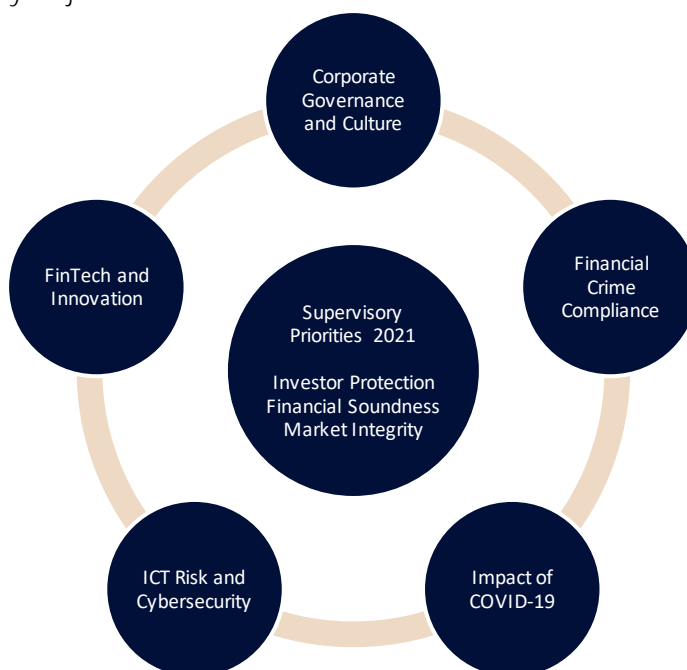 Corporate
Governance
and Culture
FinTech and
Innovation
Financial
Crime
Compliance
Supervisory
Priorities 2021
Investor Protection
Financial Soundness
Market Integrity
ICT Risk and
Cybersecurity
Impact of
COVID-19